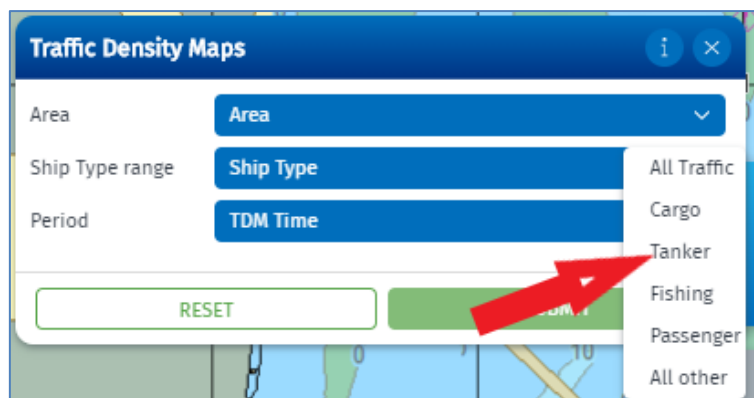 Traffic Density Maps
i
Area Area
Ship Type range Ship Type
Period TDM Time
All Traffic
Cargo
Tanker
Fishing
Passenger
All other
RESET
0
10